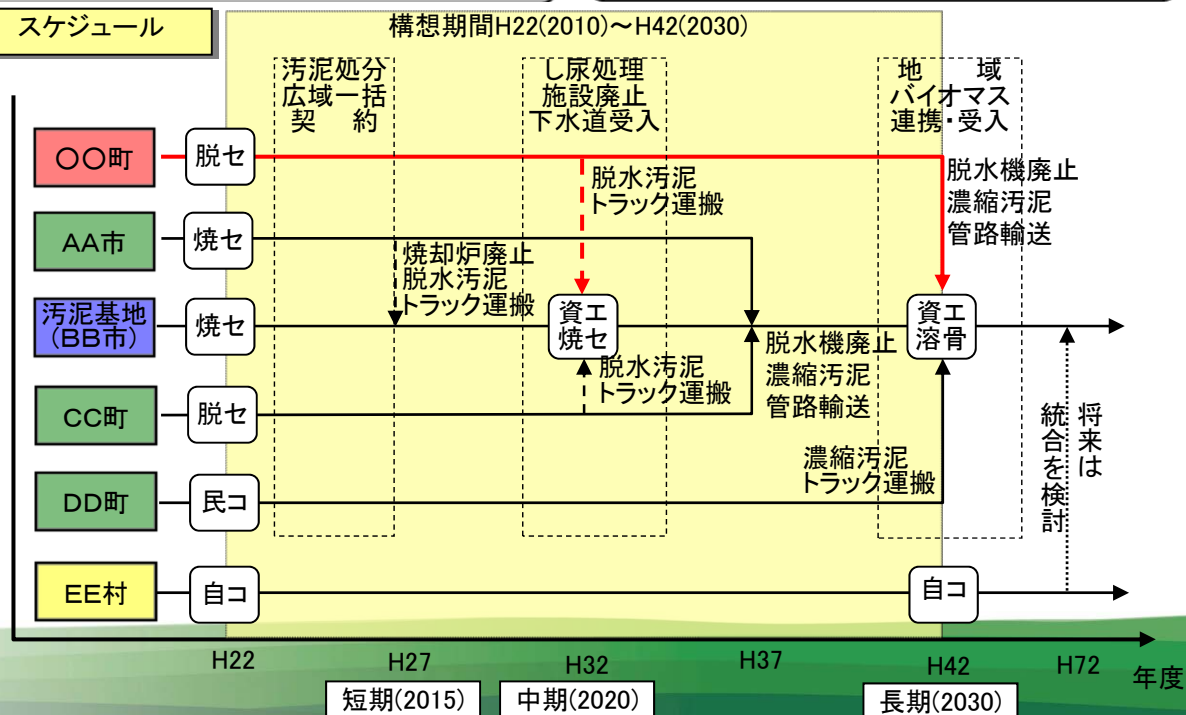 スケジュール
構想期間H22(2010)～H42(2030)
汚泥処分
広域一括
契　約
し尿処理
施設廃止
下水道受入
地　域
バイオマス
連携・受入
〇〇町
脱セ
脱水汚泥
トラック運搬
脱水機廃止
濃縮汚泥
管路輸送
AA市
焼セ
焼却炉廃止
脱水汚泥
トラック運搬
汚泥基地
(BB市)
焼セ
資エ
焼セ
資エ
溶骨
脱水機廃止
濃縮汚泥
管路輸送
脱水汚泥
トラック運搬
CC町
脱セ
将来は
統合を検討
濃縮汚泥
トラック運搬
DD町
民コ
EE村
自コ
自コ
H22
H27
H32
H37
H42
H72
年度
短期(2015)
中期(2020)
長期(2030)